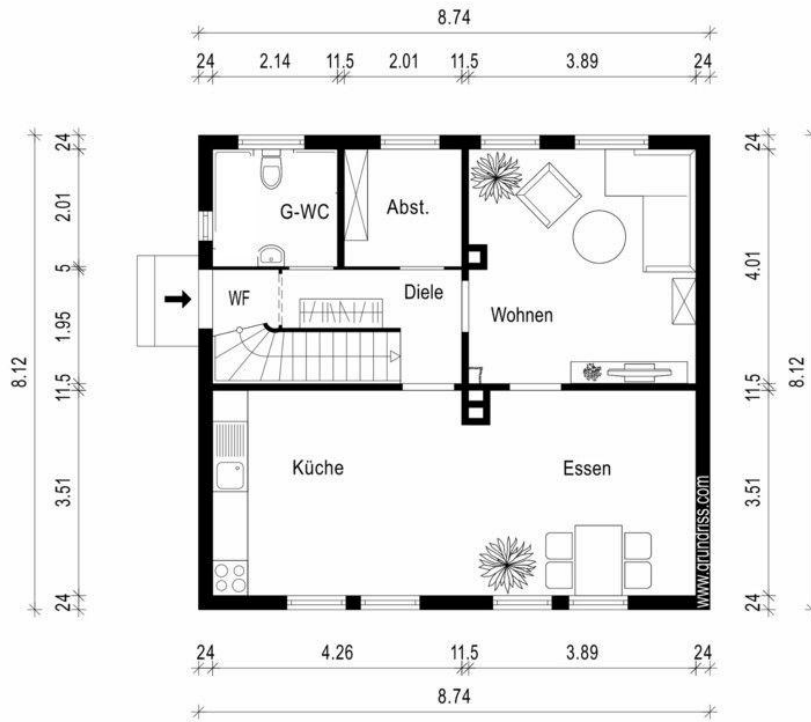 8.74
24 2.14 11.5 2.01 11.5 3.89 24
24
2.01
5
1.95
11.5
3.51
24
8.12
G-WC
Abst.
WF
Diele
Wohnen
Küche
Essen
www.grundriss.com
24
4.01
11.5
3.51
24
8.12
24 4.26 11.5 3.89 24
8.74